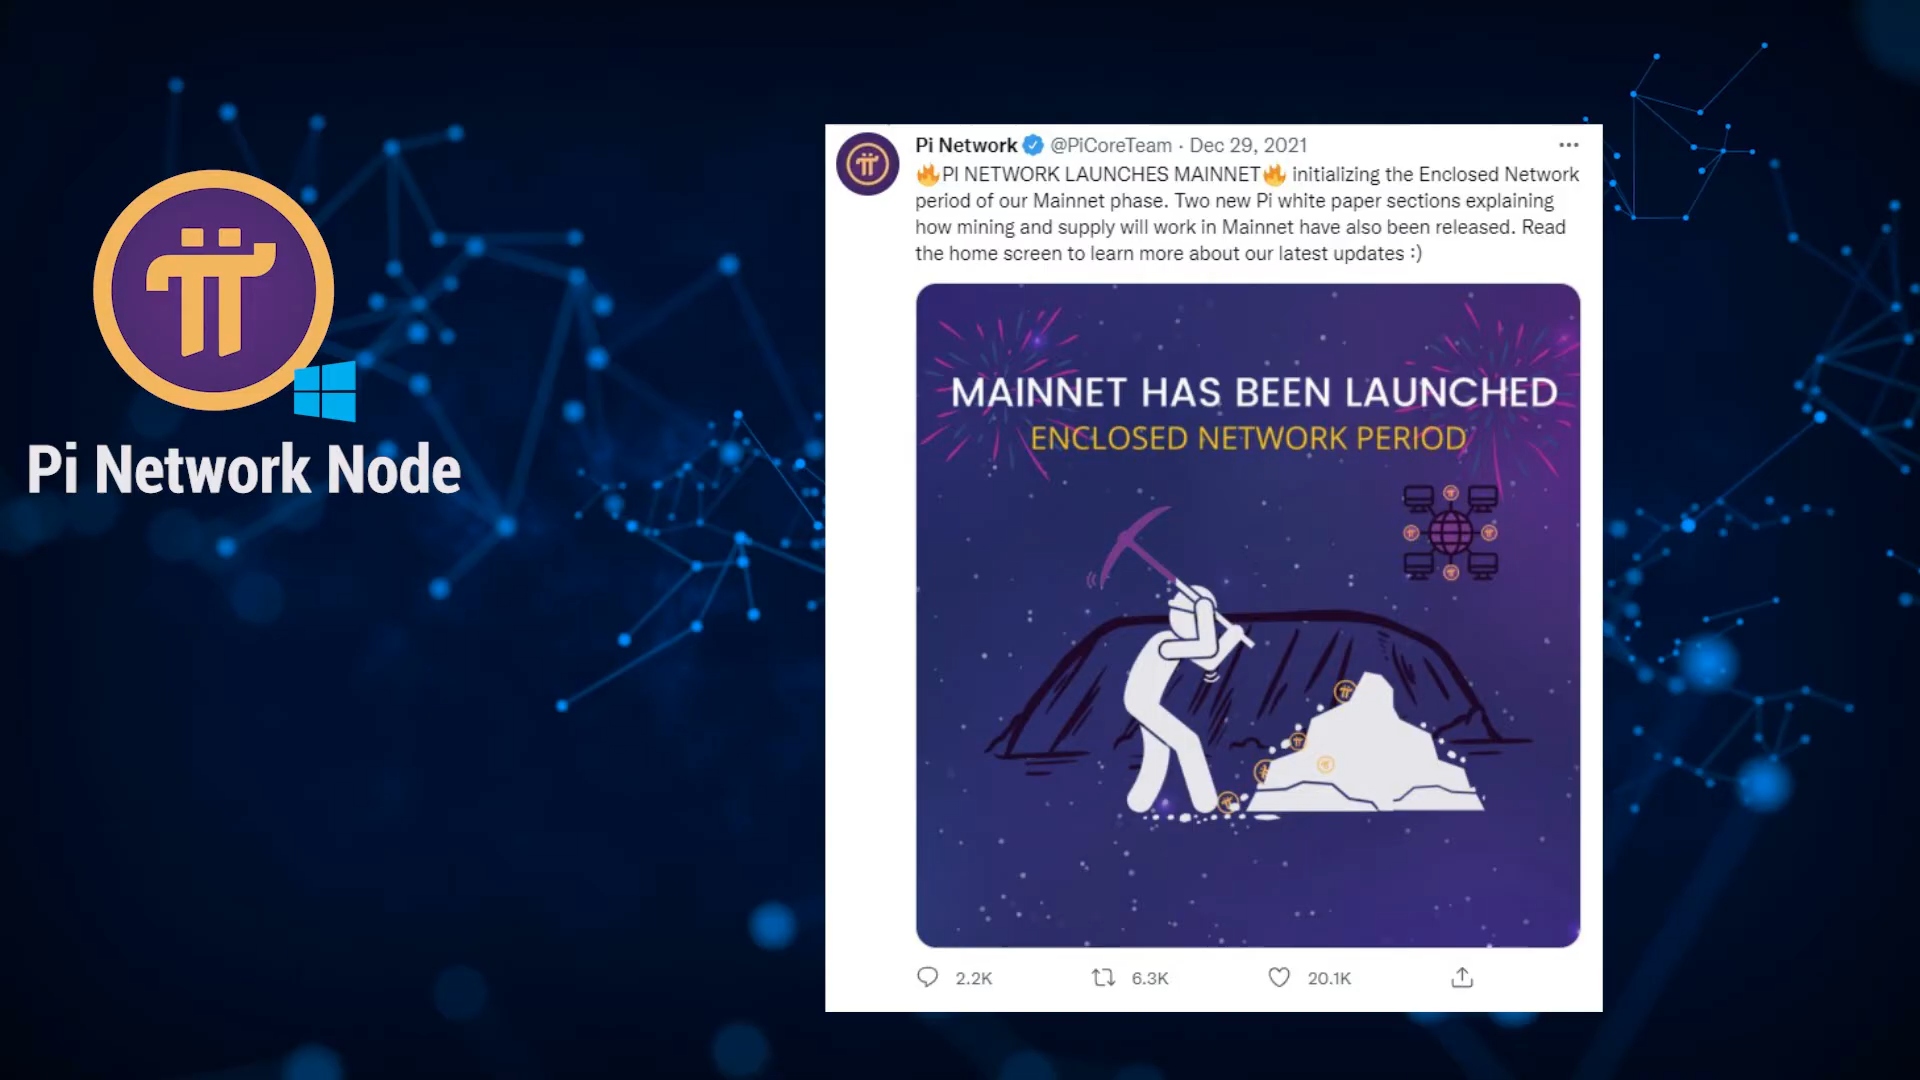 Pi Network Node
Pi Network @PiCoreTeam · Dec 29, 2021
🔥PI NETWORK LAUNCHES MAINNET🔥 initializing the Enclosed Network
period of our Mainnet phase. Two new Pi white paper sections explaining
how mining and supply will work in Mainnet have also been released. Read
the home screen to learn more about our latest updates :)
MAINNET HAS BEEN LAUNCHED
ENCLOSED NETWORK PERIOD
2.2K 6.3K 20.1K